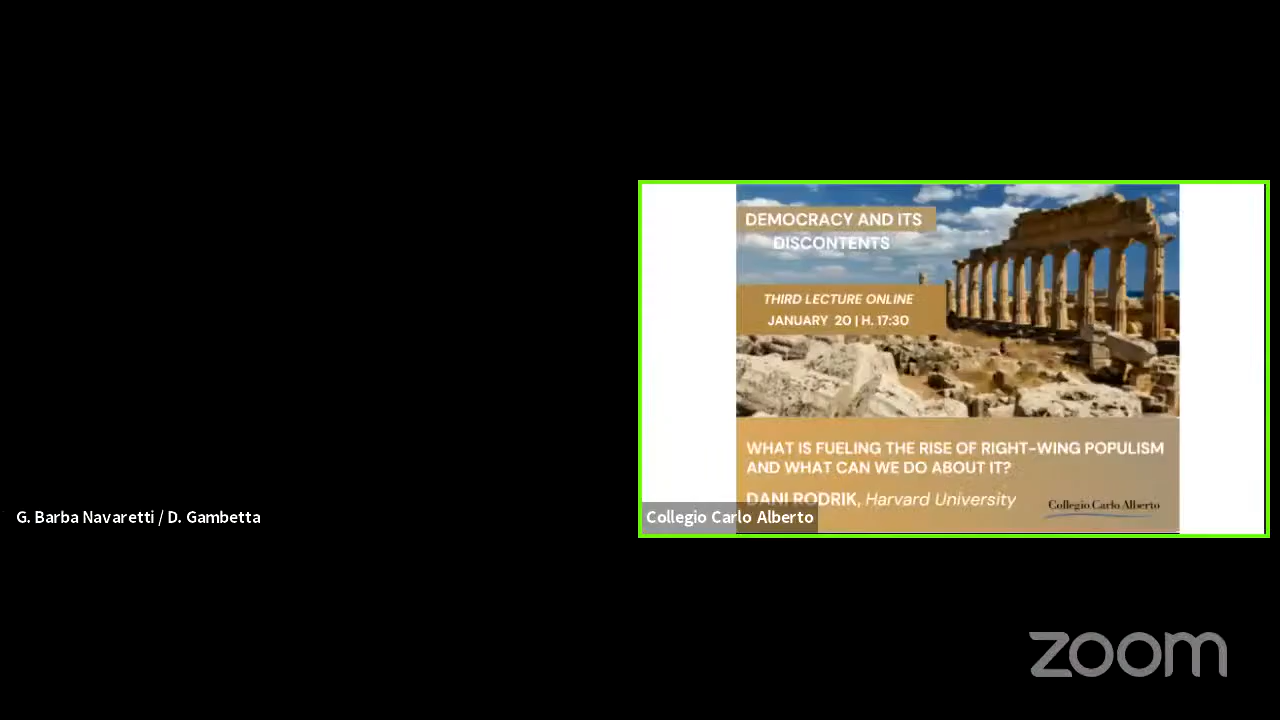 DEMOCRACY AND ITS
DISCONTENTS
THIRD LECTURE ONLINE
JANUARY 20 | H. 17:30
WHAT IS FUELING THE RISE OF RIGHT-WING POPULISM
AND WHAT CAN WE DO ABOUT IT?
DANI RODRIK, Harvard University
Collegio Carlo Alberto
G. Barba Navaretti / D. Gambetta
Collegio Carlo Alberto
zoom